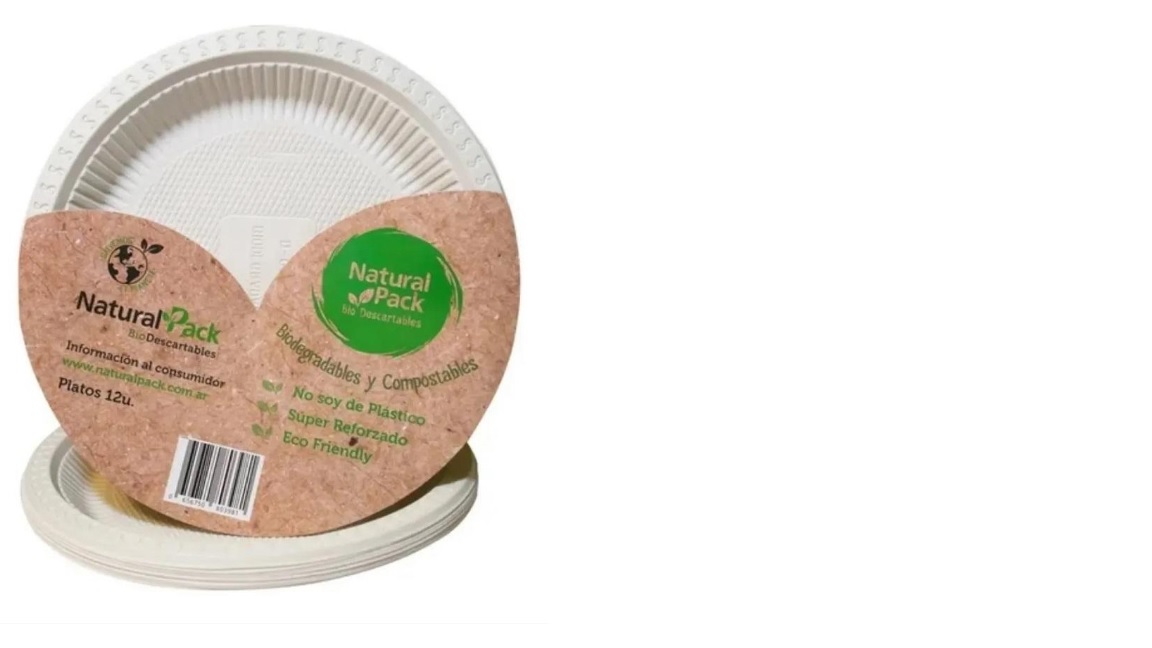 Natural Pack
BioDescartables
Información al consumidor
www.naturalpack.com.ar
Platos 12u.
Natural
Pack
bio Descartables
Biodegradables y Compostables
No soy de Plástico
Súper Reforzado
Eco Friendly